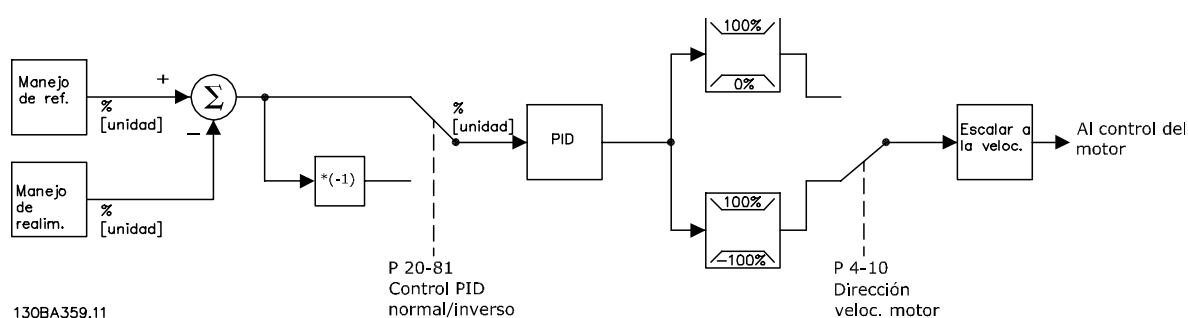 Manejo
de ref.
+
%
[unidad]
Σ
−
Manejo
de
realim.
%
[unidad]
*(-1)
P 20-81
Control PID
normal/inverso
%
[unidad]
PID
100%
0%
100%
-100%
P 4-10
Dirección
veloc. motor
Escalar a
la veloc.
Al control del
motor
130BA359.11